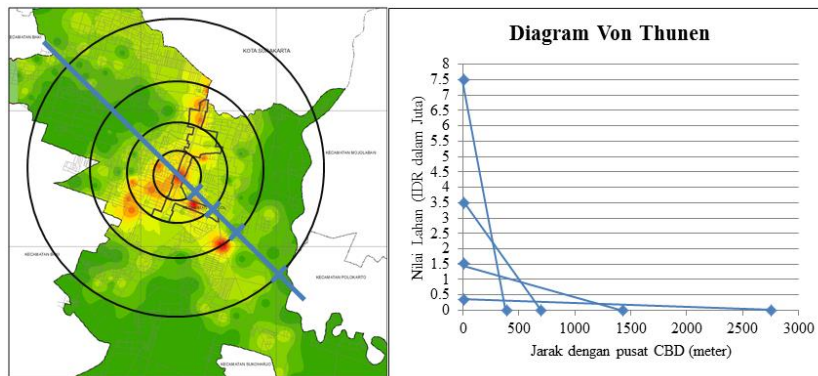 KOTA SURAKARTA
KECAMATAN MOJOLABAN
KECAMATAN POLOKARTO
KECAMATAN SUKOHARJO
Diagram Von Thunen
Nilai Lahan (IDR dalam Juta)
8
7.5
7
6.5
6
5.5
5
4.5
4
3.5
3
2.5
2
1.5
1
0.5
0
0 500 1000 1500 2000 2500 3000
Jarak dengan pusat CBD (meter)